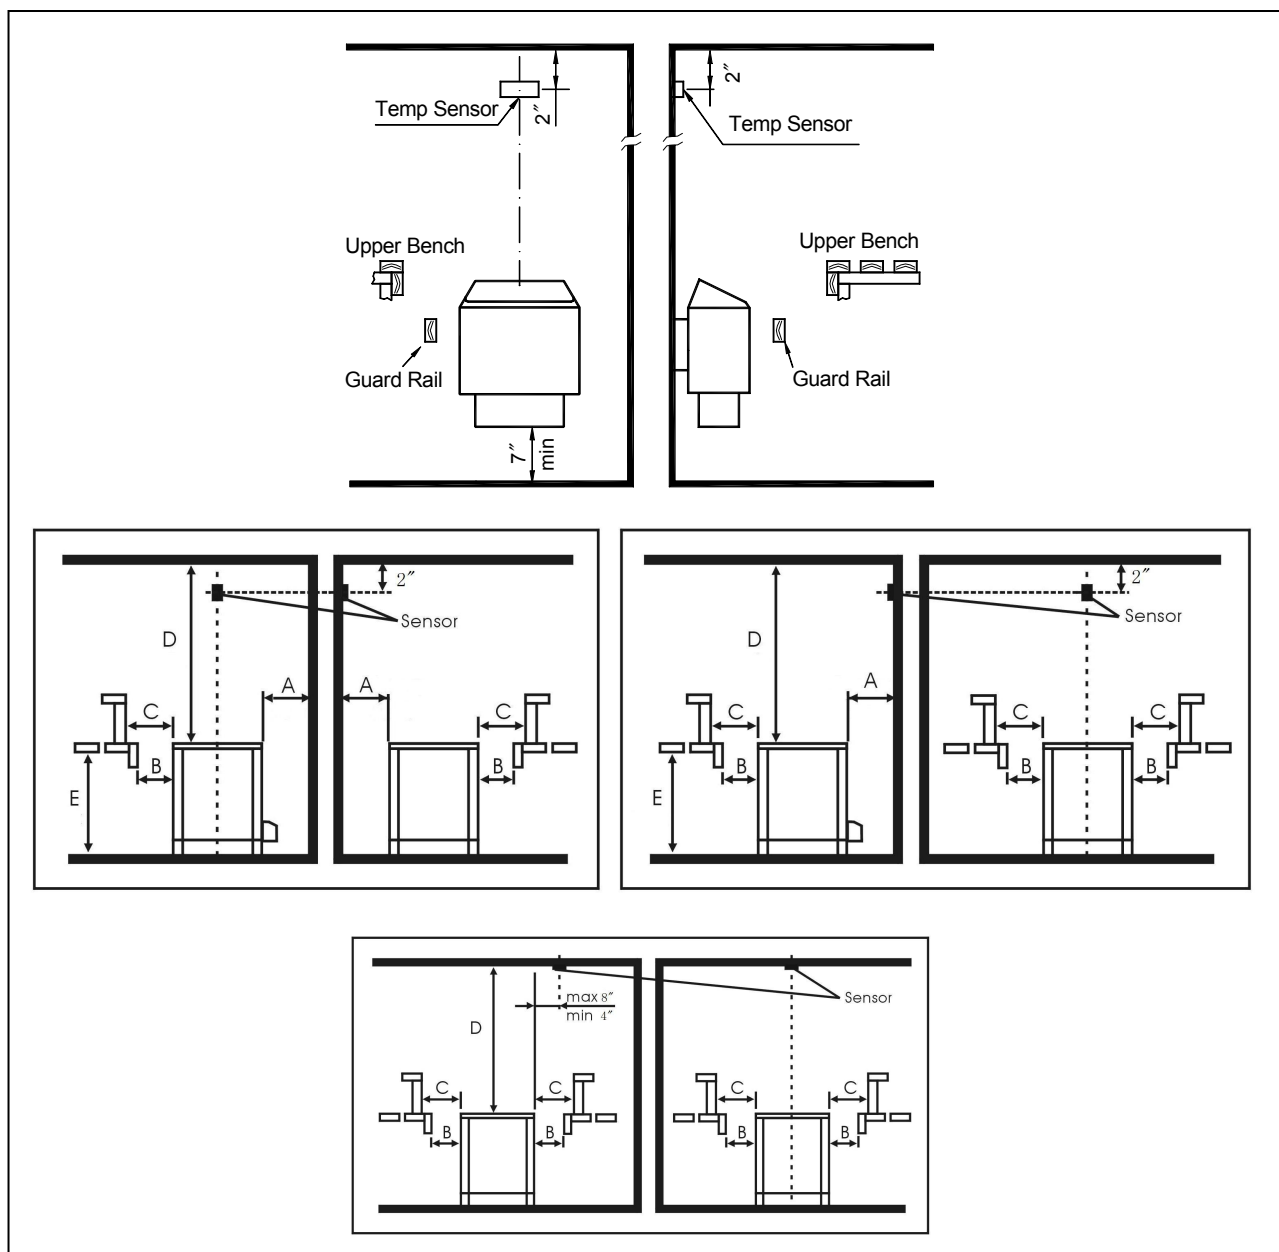 2″
Temp Sensor
2″
Upper Bench
Guard Rail
7″
min
2″
Temp Sensor
Upper Bench
Guard Rail
2″
Sensor
D
A
A
C
C
B
B
E
2″
Sensor
D
A
C
C
C
B
B
B
E
max 8″
min 4″
Sensor
D
C
C
C
C
B
B
B
B